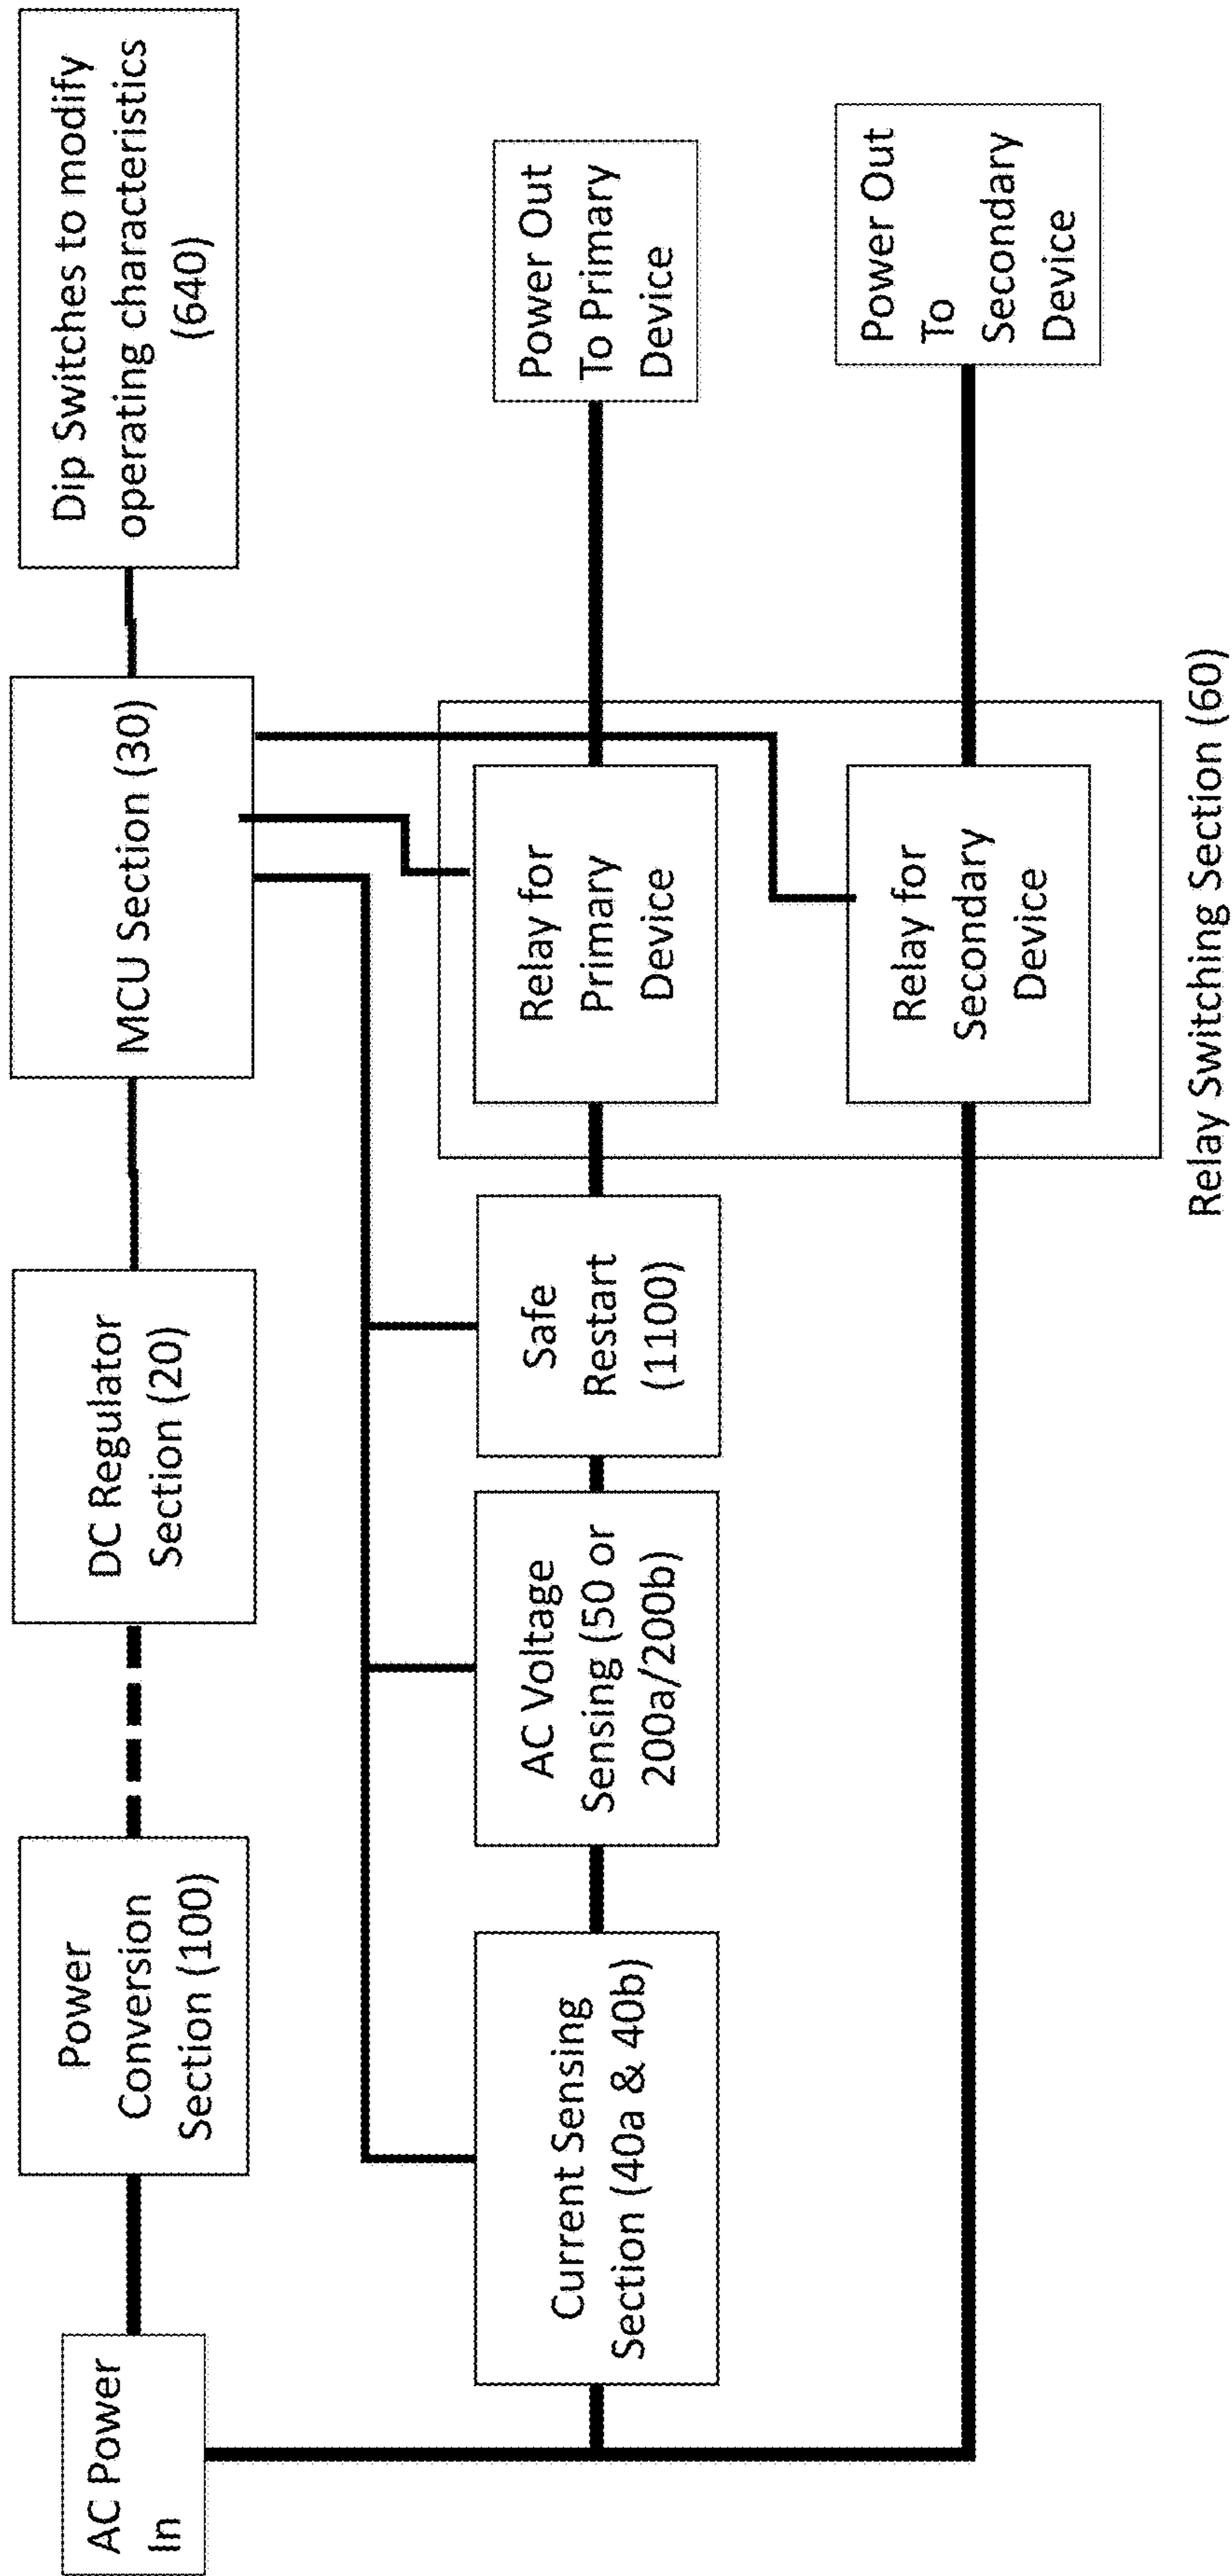 AC Power
In
Power
Conversion
Section (100)
DC Regulator
Section (20)
MCU Section (30)
Dip Switches to modify
operating characteristics
(640)
Current Sensing
Section (40a & 40b)
AC Voltage
Sensing (50 or
200a/200b)
Safe
Restart
(1100)
Relay for
Primary
Device
Power Out
To Primary
Device
Relay for
Secondary
Device
Power Out
To
Secondary
Device
Relay Switching Section (60)